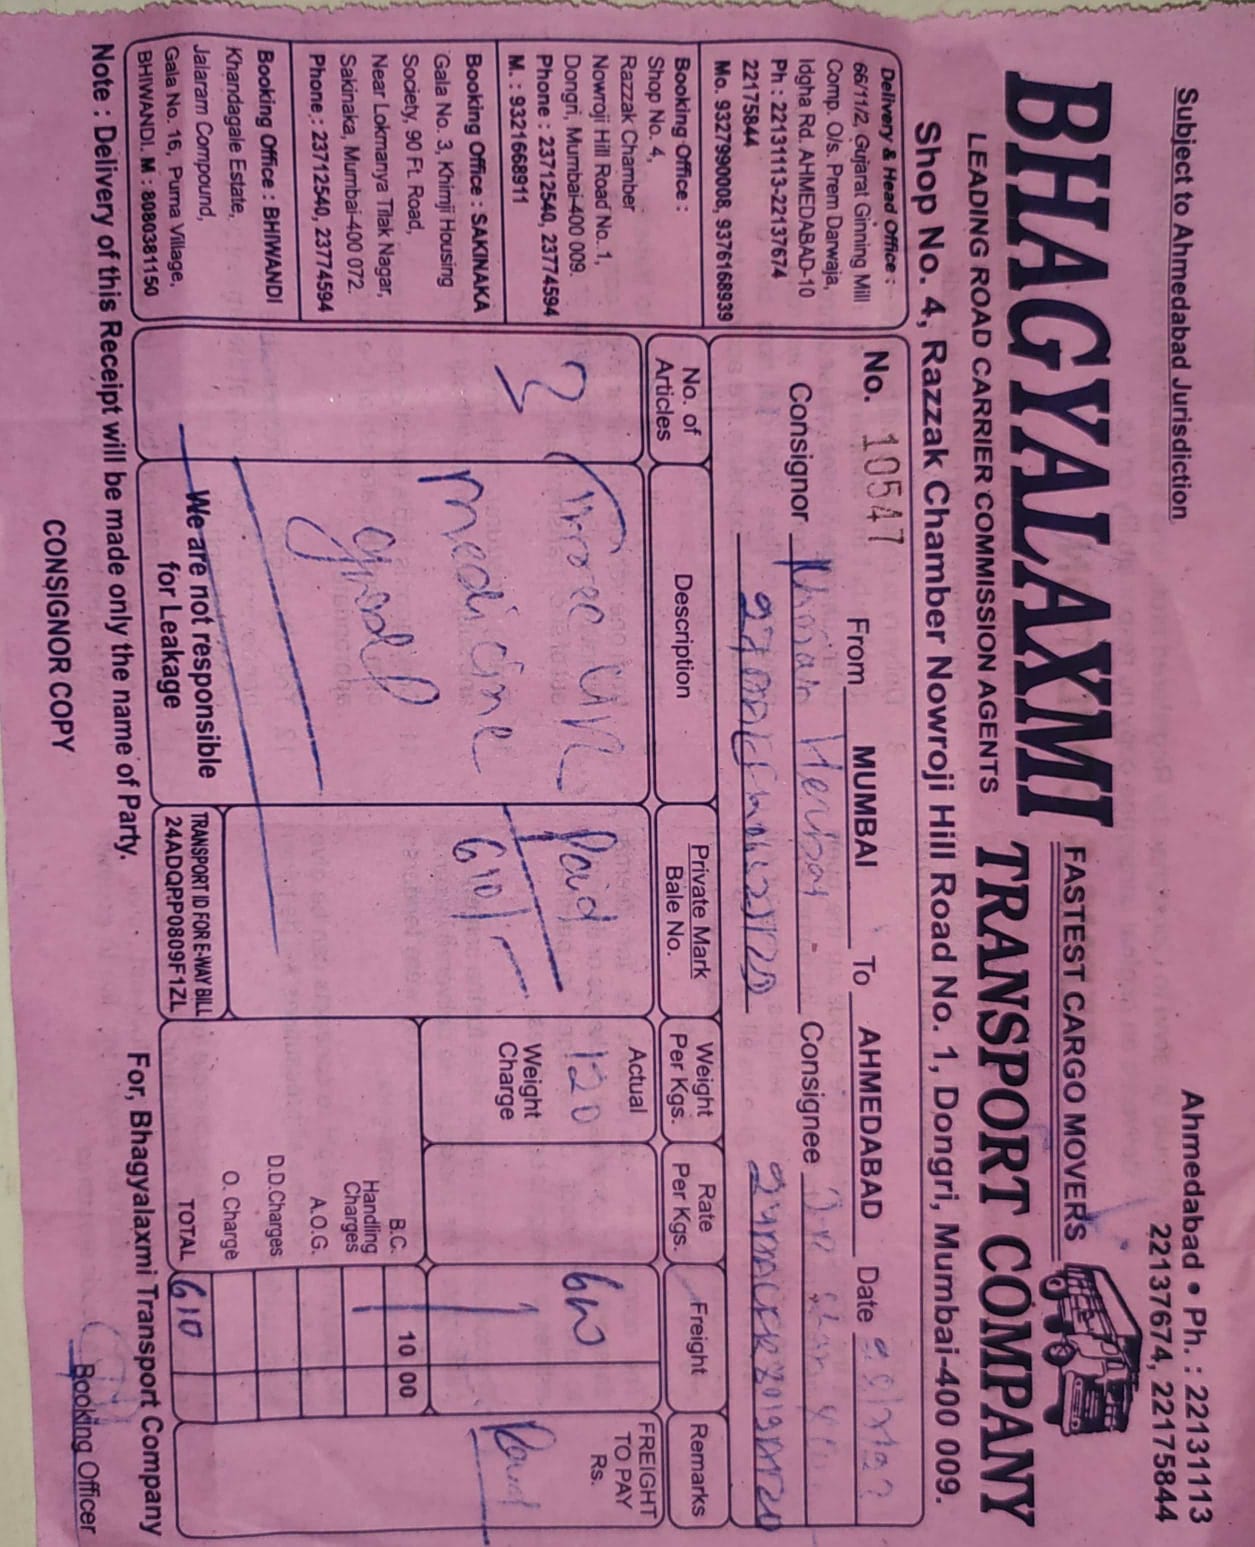 Subject to Ahmedabad Jurisdiction
Ahmedabad • Ph. : 22131113
22137674, 22175844
BHAGYALAXMI TRANSPORT COMPANY
FASTEST CARGO MOVERS
LEADING ROAD CARRIER COMMISSION AGENTS
Shop No. 4, Razzak Chamber Nowroji Hill Road No. 1, Dongri, Mumbai-400 009.
Delivery & Head Office :
66/11/2, Gujarat Ginning Mill
Comp. O/s. Prem Darwaja,
Idgha Rd. AHMEDABAD-10
Ph : 22131113-22137674
22175844
Mo. 9327990008, 9376168939
Booking Office :
Shop No. 4,
Razzak Chamber
Nowroji Hill Road No. 1,
Dongri, Mumbai-400 009.
Phone : 23712540, 23774594
M. : 9321668911
Booking Office : SAKINAKA
Gala No. 3, Khimji Housing
Society, 90 Ft. Road,
Near Lokmanya Tilak Nagar,
Sakinaka, Mumbai-400 072.
Phone : 23712540, 23774594
Booking Office : BHIWANDI
Khandagale Estate,
Jalaram Compound,
Gala No. 16, Purna Village,
BHIWANDI. M : 8080381150
No. 10547 From MUMBAI To AHMEDABAD Date
Consignor Consignee
No. of Articles
Description
Private Mark
Bale No.
Weight Per Kgs.
Rate Per Kgs.
Freight
Remarks
medicine
good
Paid
610/-
Actual
120
Weight Charge
600
FREIGHT TO PAY Rs.
Paid
B.C. 10 00
Handling Charges
A.O.G.
D.D.Charges
O. Charge
TOTAL 610
We are not responsible
for Leakage
TRANSPORT ID FOR E-WAY BILL
24ADQPP0809F1ZL
Note : Delivery of this Receipt will be made only the name of Party.
For, Bhagyalaxmi Transport Company
CONSIGNOR COPY
Booking Officer